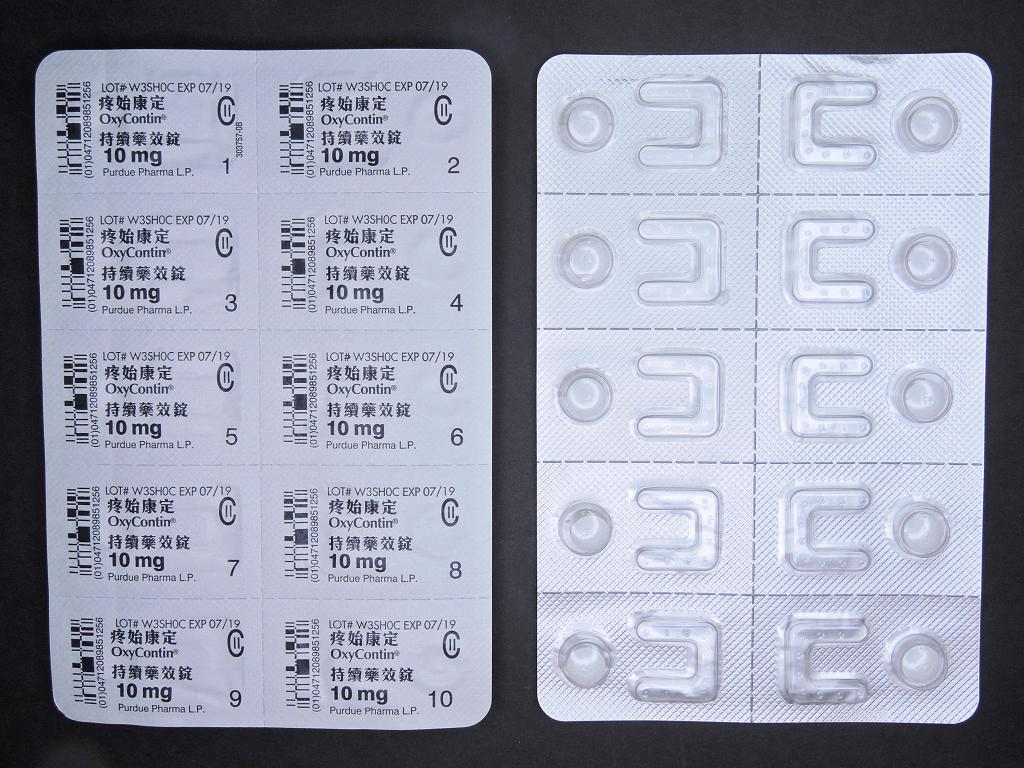 LOT# W3SH0C EXP 07/19
疼始康定
OxyContin®
持續藥效錠
10 mg
Purdue Pharma L.P.
1
(01)04712089851256
303757-0B
CII
LOT# W3SH0C EXP 07/19
疼始康定
OxyContin®
持續藥效錠
10 mg
Purdue Pharma L.P.
2
(01)04712089851256
CII
LOT# W3SH0C EXP 07/19
疼始康定
OxyContin®
持續藥效錠
10 mg
Purdue Pharma L.P.
3
(01)04712089851256
CII
LOT# W3SH0C EXP 07/19
疼始康定
OxyContin®
持續藥效錠
10 mg
Purdue Pharma L.P.
4
(01)04712089851256
CII
LOT# W3SH0C EXP 07/19
疼始康定
OxyContin®
持續藥效錠
10 mg
Purdue Pharma L.P.
5
(01)04712089851256
CII
LOT# W3SH0C EXP 07/19
疼始康定
OxyContin®
持續藥效錠
10 mg
Purdue Pharma L.P.
6
(01)04712089851256
CII
LOT# W3SH0C EXP 07/19
疼始康定
OxyContin®
持續藥效錠
10 mg
Purdue Pharma L.P.
7
(01)04712089851256
CII
LOT# W3SH0C EXP 07/19
疼始康定
OxyContin®
持續藥效錠
10 mg
Purdue Pharma L.P.
8
(01)04712089851256
CII
LOT# W3SH0C EXP 07/19
疼始康定
OxyContin®
持續藥效錠
10 mg
Purdue Pharma L.P.
9
(01)04712089851256
CII
LOT# W3SH0C EXP 07/19
疼始康定
OxyContin®
持續藥效錠
10 mg
Purdue Pharma L.P.
10
(01)04712089851256
CII